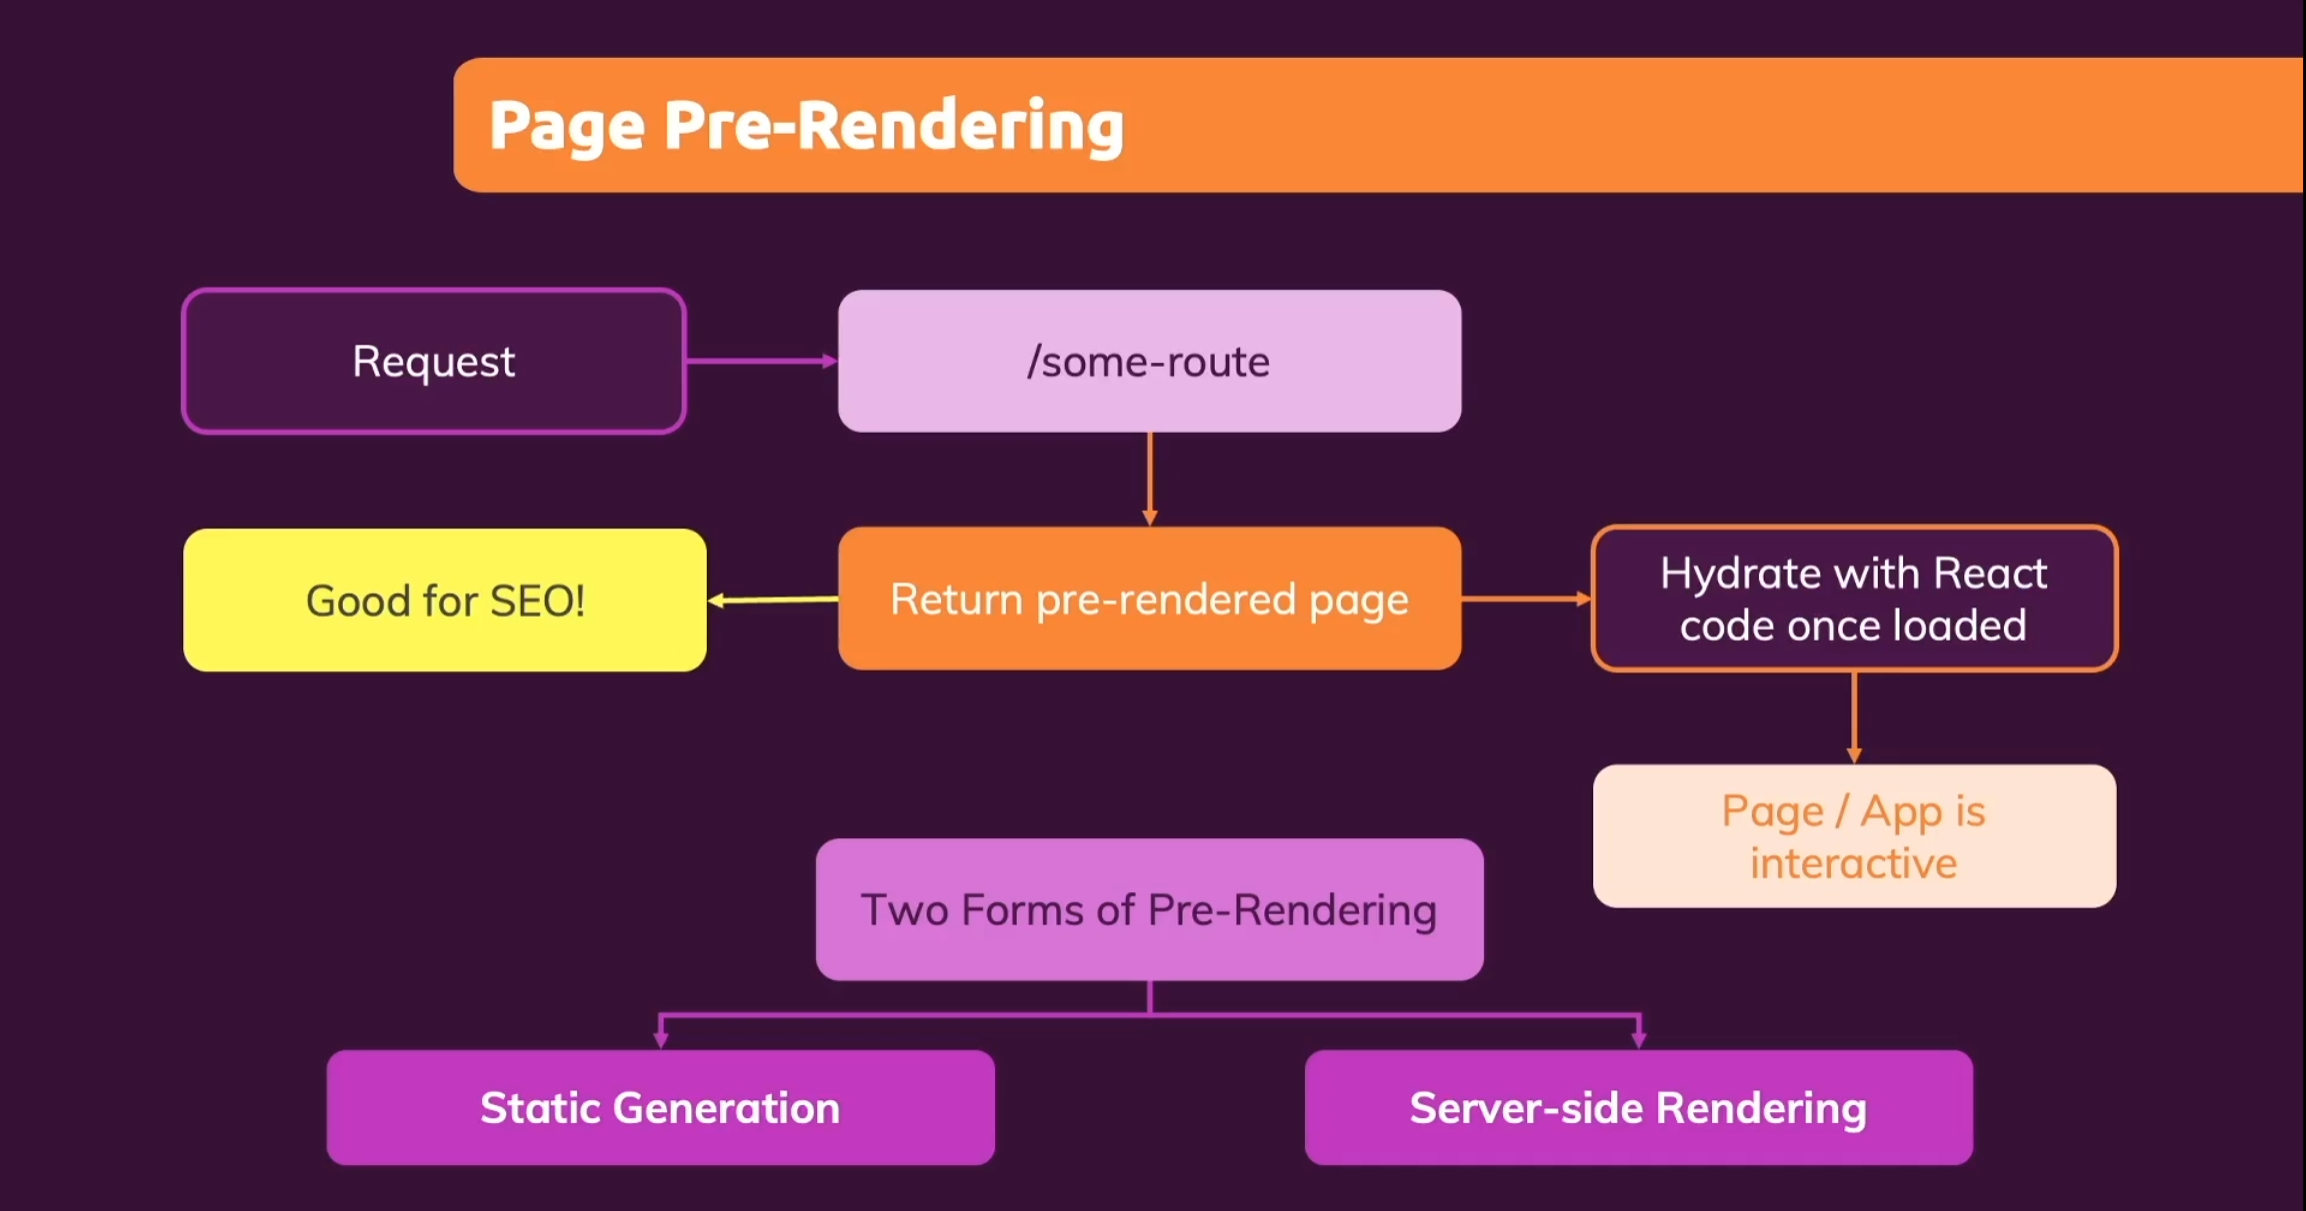 Page Pre-Rendering
Request
/some-route
Good for SEO!
Return pre-rendered page
Hydrate with React
code once loaded
Page / App is
interactive
Two Forms of Pre-Rendering
Static Generation
Server-side Rendering